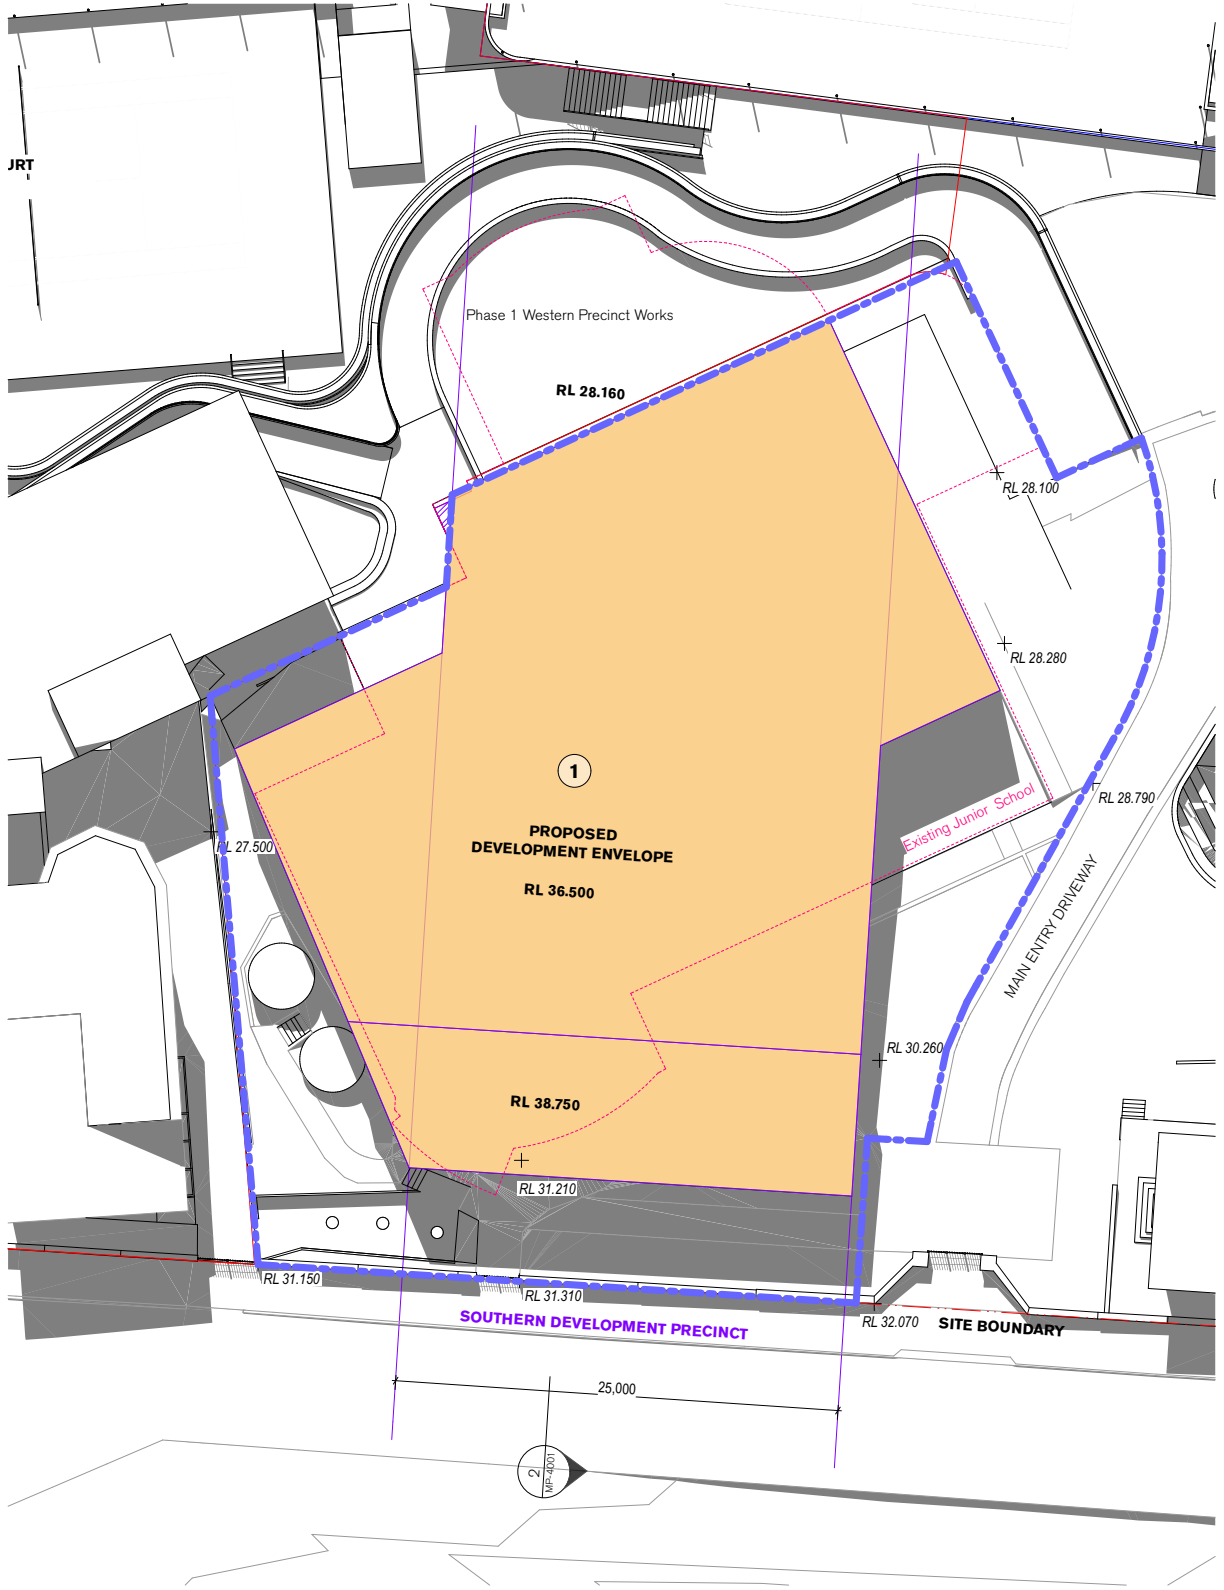 URT
Phase 1 Western Precinct Works
RL 28.160
RL 28.100
RL 28.280
1
RL 28.790
Existing Junior School
PROPOSED
DEVELOPMENT ENVELOPE
RL 27.500
RL 36.500
MAIN ENTRY DRIVEWAY
RL 30.260
RL 38.750
RL 31.210
RL 31.150
RL 31.310
RL 32.070
SOUTHERN DEVELOPMENT PRECINCT
SITE BOUNDARY
25,000
2
MP-4001